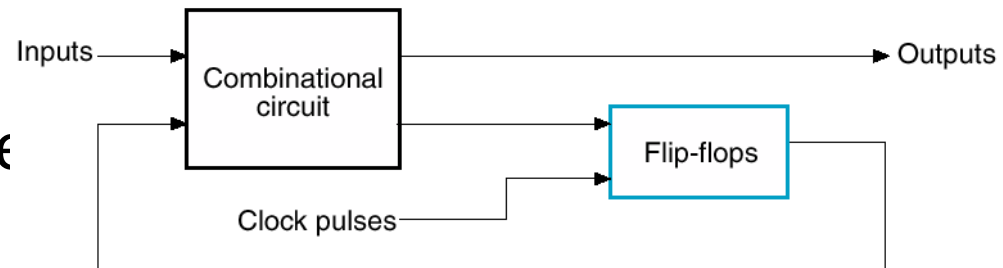 Inputs
Outputs
Combinational
circuit
Flip-flops
Clock pulses